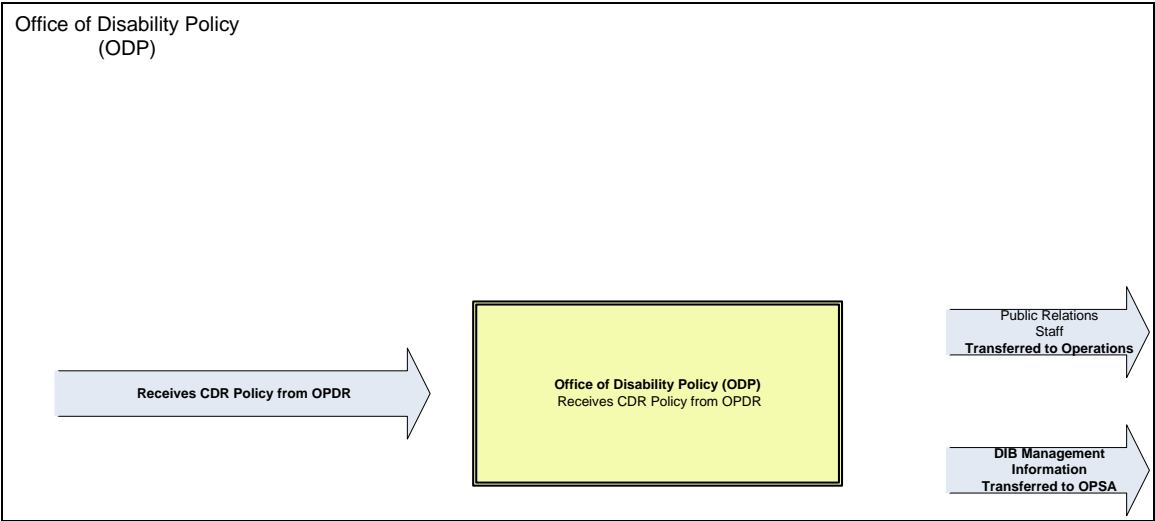 Office of Disability Policy
(ODP)
Public Relations
Staff
Transferred to Operations
Receives CDR Policy from OPDR
Office of Disability Policy (ODP)
Receives CDR Policy from OPDR
DIB Management
Information
Transferred to OPSA